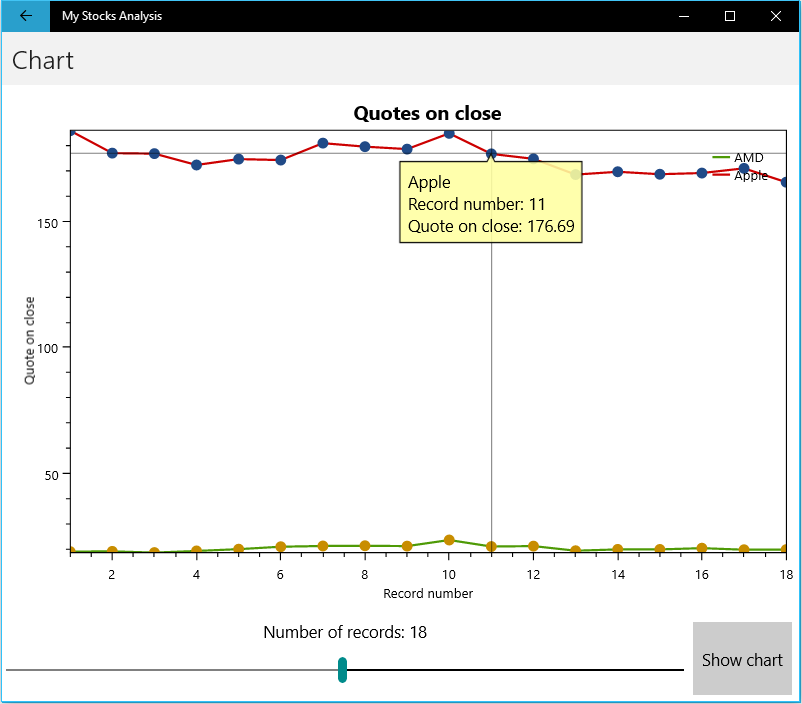 My Stocks Analysis
Chart
Quotes on close
AMD
Apple
Apple
Record number: 11
Quote on close: 176.69
150
100
50
Quote on close
2 4 6 8 10 12 14 16 18
Record number
Number of records: 18
Show chart